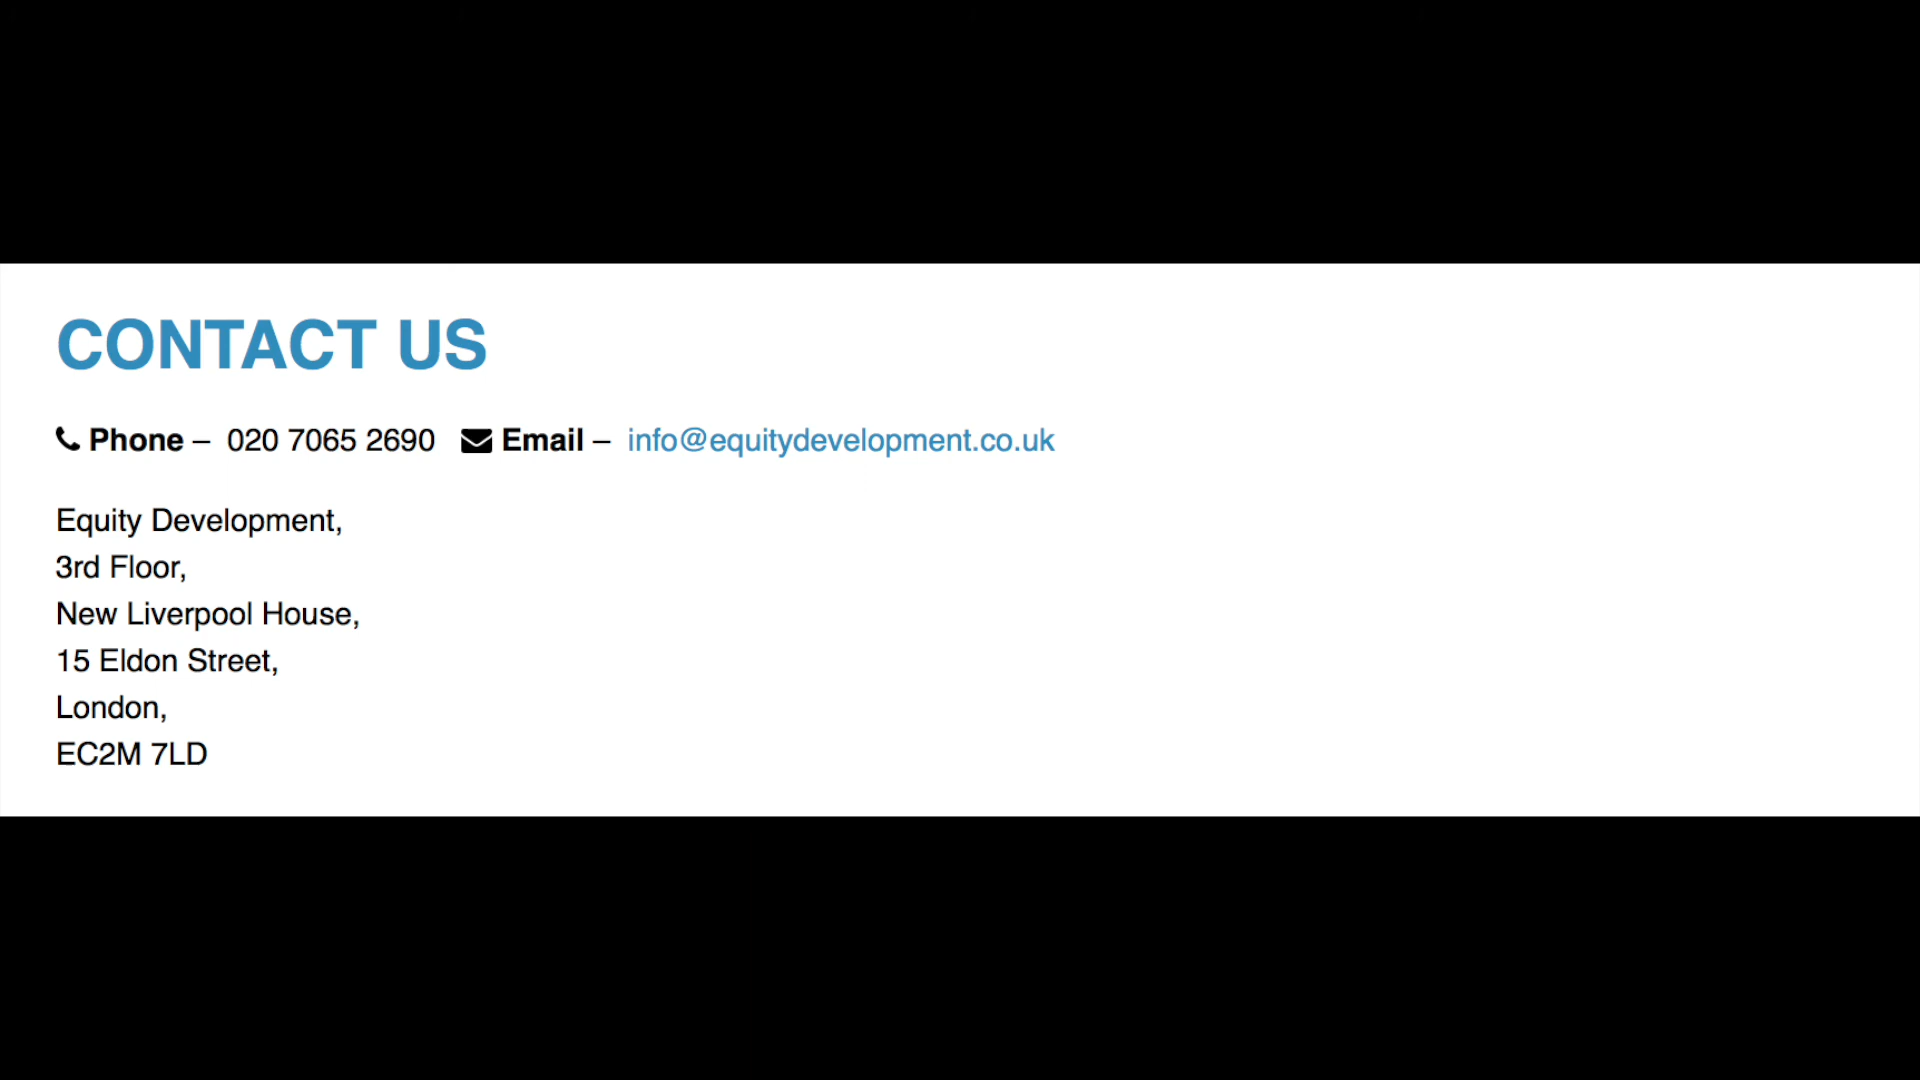 CONTACT US
Phone – 020 7065 2690 Email – info@equitydevelopment.co.uk
Equity Development,
3rd Floor,
New Liverpool House,
15 Eldon Street,
London,
EC2M 7LD